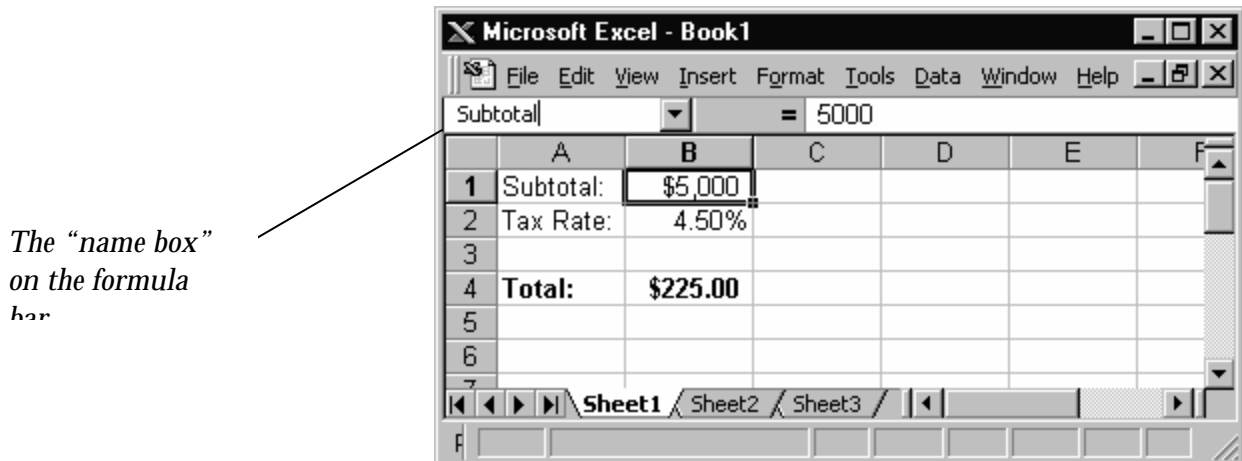 Microsoft Excel - Book1
File Edit View Insert Format Tools Data Window Help
Subtotal = 5000
A B C D E F
1 Subtotal: $5,000
2 Tax Rate: 4.50%
3
4 Total: $225.00
5
6
7
Sheet1 Sheet2 Sheet3
The “name box”
on the formula
bar